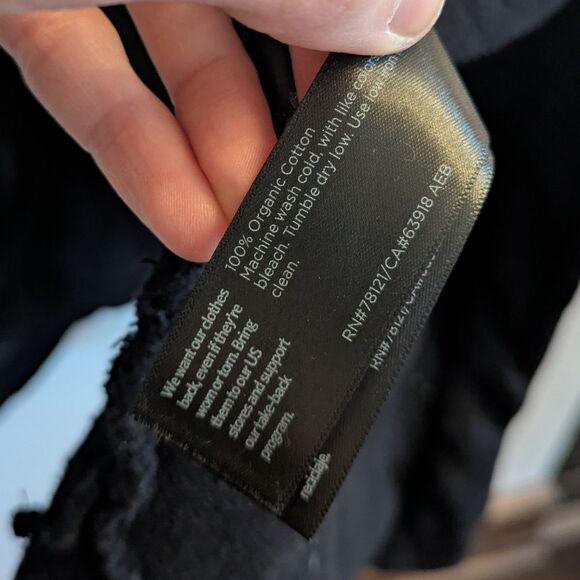 100% Organic Cotton
Machine wash cold, with like colors
bleach. Tumble dry low. Use low iron
clean.
RN#78121/CA#63918 AEB
We want our clothes
back, even if they're
worn or torn. Bring
them to our US
stores and support
our take-back
program.
reciclaje.